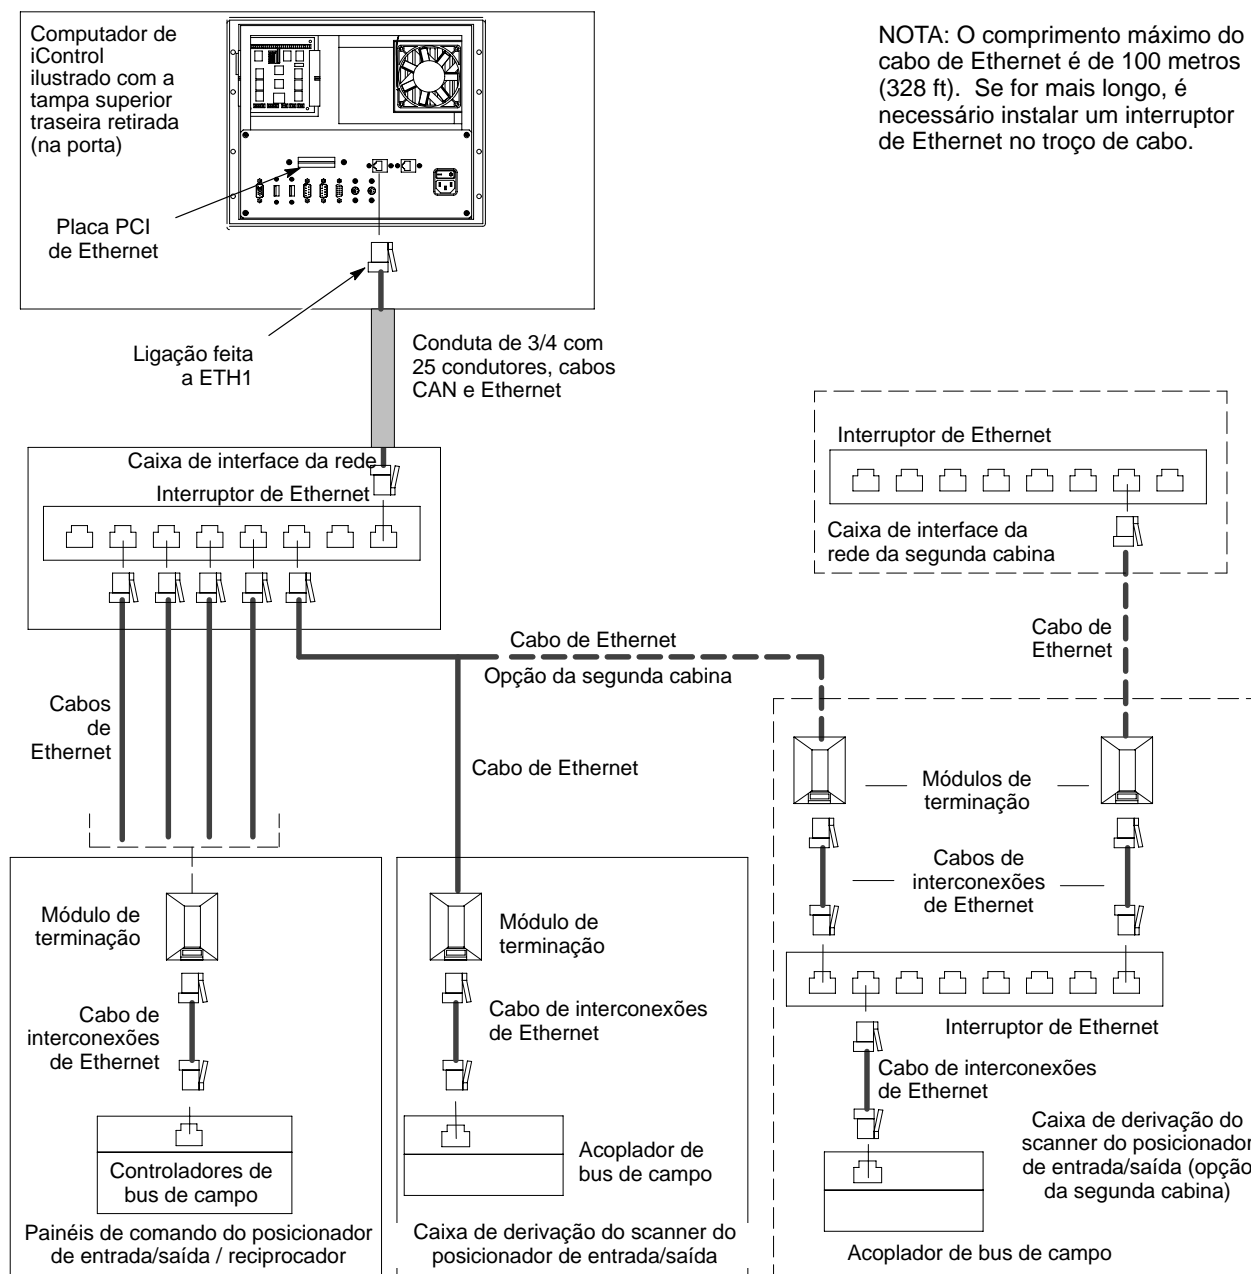 Computador de
iControl
ilustrado com a
tampa superior
traseira retirada
(na porta)
NOTA: O comprimento máximo do
cabo de Ethernet é de 100 metros
(328 ft). Se for mais longo, é
necessário instalar um interruptor
de Ethernet no troço de cabo.
Placa PCI
de Ethernet
Ligação feita
a ETH1
Conduta de 3/4 com
25 condutores, cabos
CAN e Ethernet
Caixa de interface da rede
Interruptor de Ethernet
Interruptor de Ethernet
Caixa de interface da
rede da segunda cabina
Cabo de
Ethernet
Cabo de Ethernet
Opção da segunda cabina
Cabos
de
Ethernet
Cabo de Ethernet
Módulos de
terminação
Cabos de
interconexões
de Ethernet
Módulo de
terminação
Módulo de
terminação
Cabo de
interconexões
de Ethernet
Cabo de interconexões
de Ethernet
Interruptor de Ethernet
Cabo de interconexões
de Ethernet
Controladores de
bus de campo
Acoplador de
bus de campo
Caixa de derivação do
scanner do posicionador
de entrada/saída (opção
da segunda cabina)
Painéis de comando do posicionador
de entrada/saída / reciprocador
Caixa de derivação do scanner do
posicionador de entrada/saída
Acoplador de bus de campo